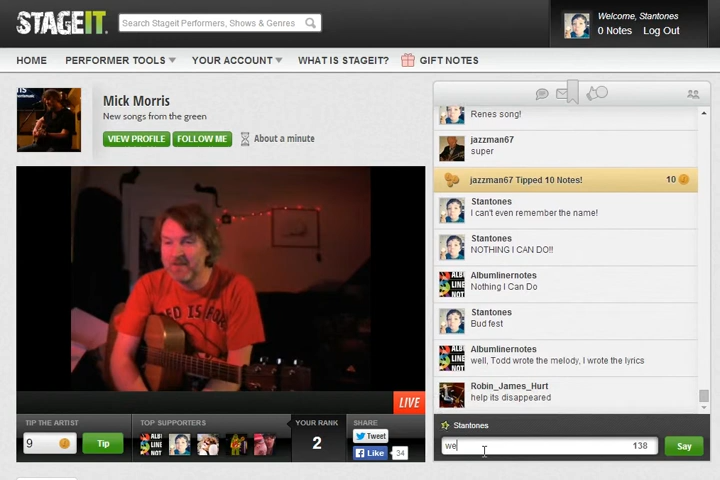 STAGEIT.
Search Stageit Performers, Shows & Genres
Welcome, Stantones
0 Notes Log Out
HOME PERFORMER TOOLS YOUR ACCOUNT WHAT IS STAGEIT? GIFT NOTES
Mick Morris
New songs from the green
VIEW PROFILE FOLLOW ME About a minute
LIVE
TIP THE ARTIST
9 Tip
TOP SUPPORTERS
YOUR RANK
2
SHARE
Tweet
Like 34
Renes song!
jazzman67
super
jazzman67 Tipped 10 Notes! 10
Stantones
I can't even remember the name!
Stantones
NOTHING I CAN DO!!
Albumlinernotes
Nothing I Can Do
Stantones
Bud fest
Albumlinernotes
well, Todd wrote the melody, I wrote the lyrics
Robin_James_Hurt
help its disappeared
Stantones
we 138 Say